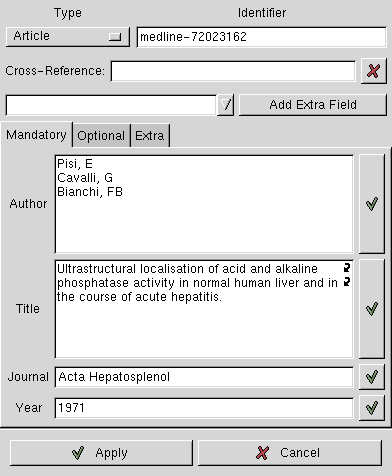 Type Identifier
Article medline-72023162
Cross-Reference:
Add Extra Field
Mandatory Optional Extra
Author
Pisi, E
Cavalli, G
Bianchi, FB
Title
Ultrastructural localisation of acid and alkaline
phosphatase activity in normal human liver and in
the course of acute hepatitis.
Journal Acta Hepatosplenol
Year 1971
Apply Cancel